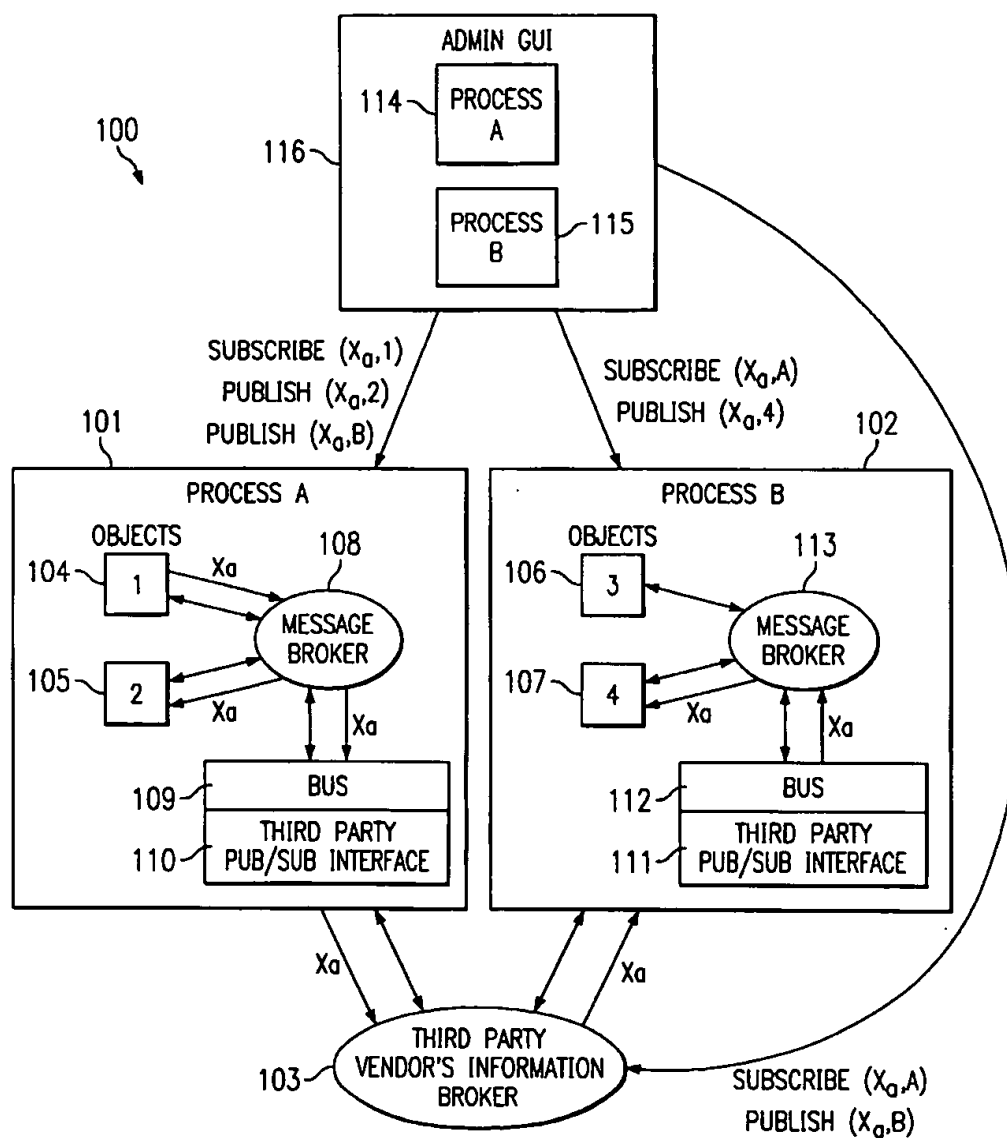 ADMIN GUI
114
PROCESS
A
100
116
PROCESS
B
115
SUBSCRIBE (Xa,1)
PUBLISH (Xa,2)
PUBLISH (Xa,B)
SUBSCRIBE (Xa,A)
PUBLISH (Xa,4)
101
102
PROCESS A
OBJECTS
108
104
1
Xa
MESSAGE
BROKER
105
2
Xa
Xa
109
BUS
110
THIRD PARTY
PUB/SUB INTERFACE
PROCESS B
OBJECTS
113
106
3
MESSAGE
BROKER
107
4
Xa
Xa
112
BUS
111
THIRD PARTY
PUB/SUB INTERFACE
Xa
Xa
103
THIRD PARTY
VENDOR'S INFORMATION
BROKER
SUBSCRIBE (Xa,A)
PUBLISH (Xa,B)